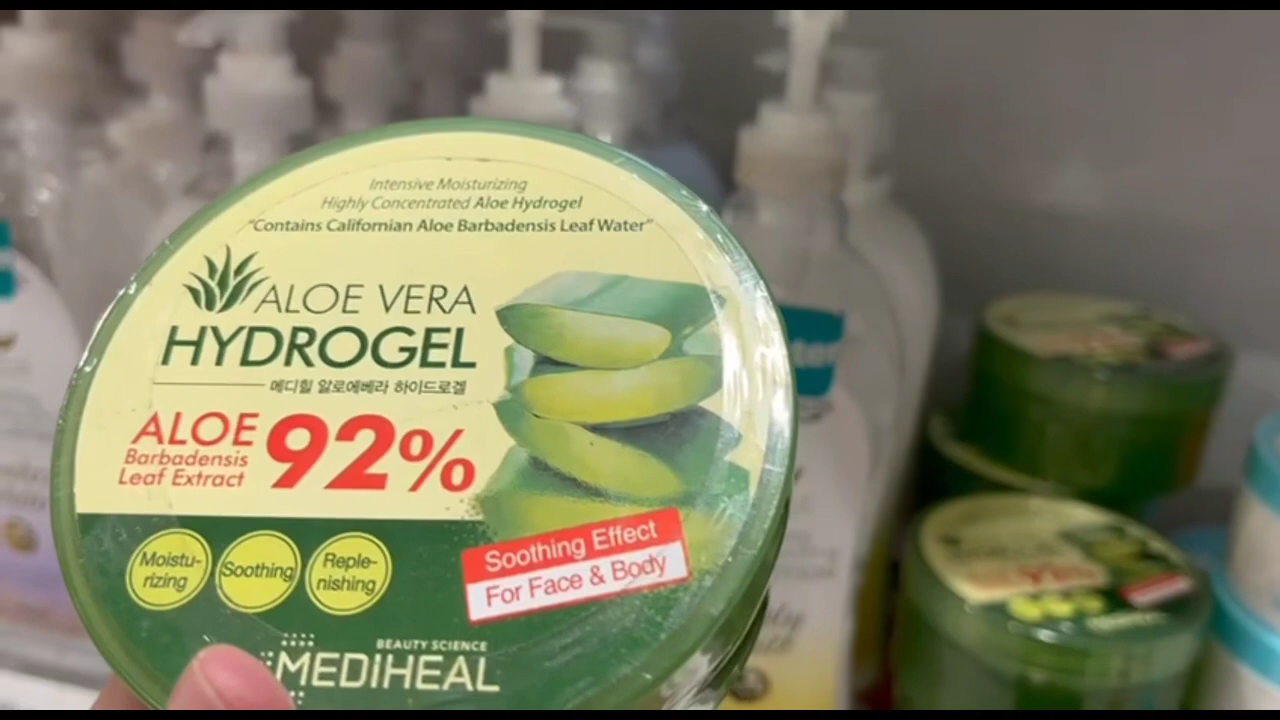 Intensive Moisturizing
Highly Concentrated Aloe Hydrogel
"Contains Californian Aloe Barbadensis Leaf Water"
ALOE VERA
HYDROGEL
메디힐 알로에베라 하이드로겔
ALOE
Barbadensis
Leaf Extract
92%
Moistu-
rizing
Soothing
Reple-
nishing
Soothing Effect
For Face & Body
BEAUTY SCIENCE
MEDIHEAL